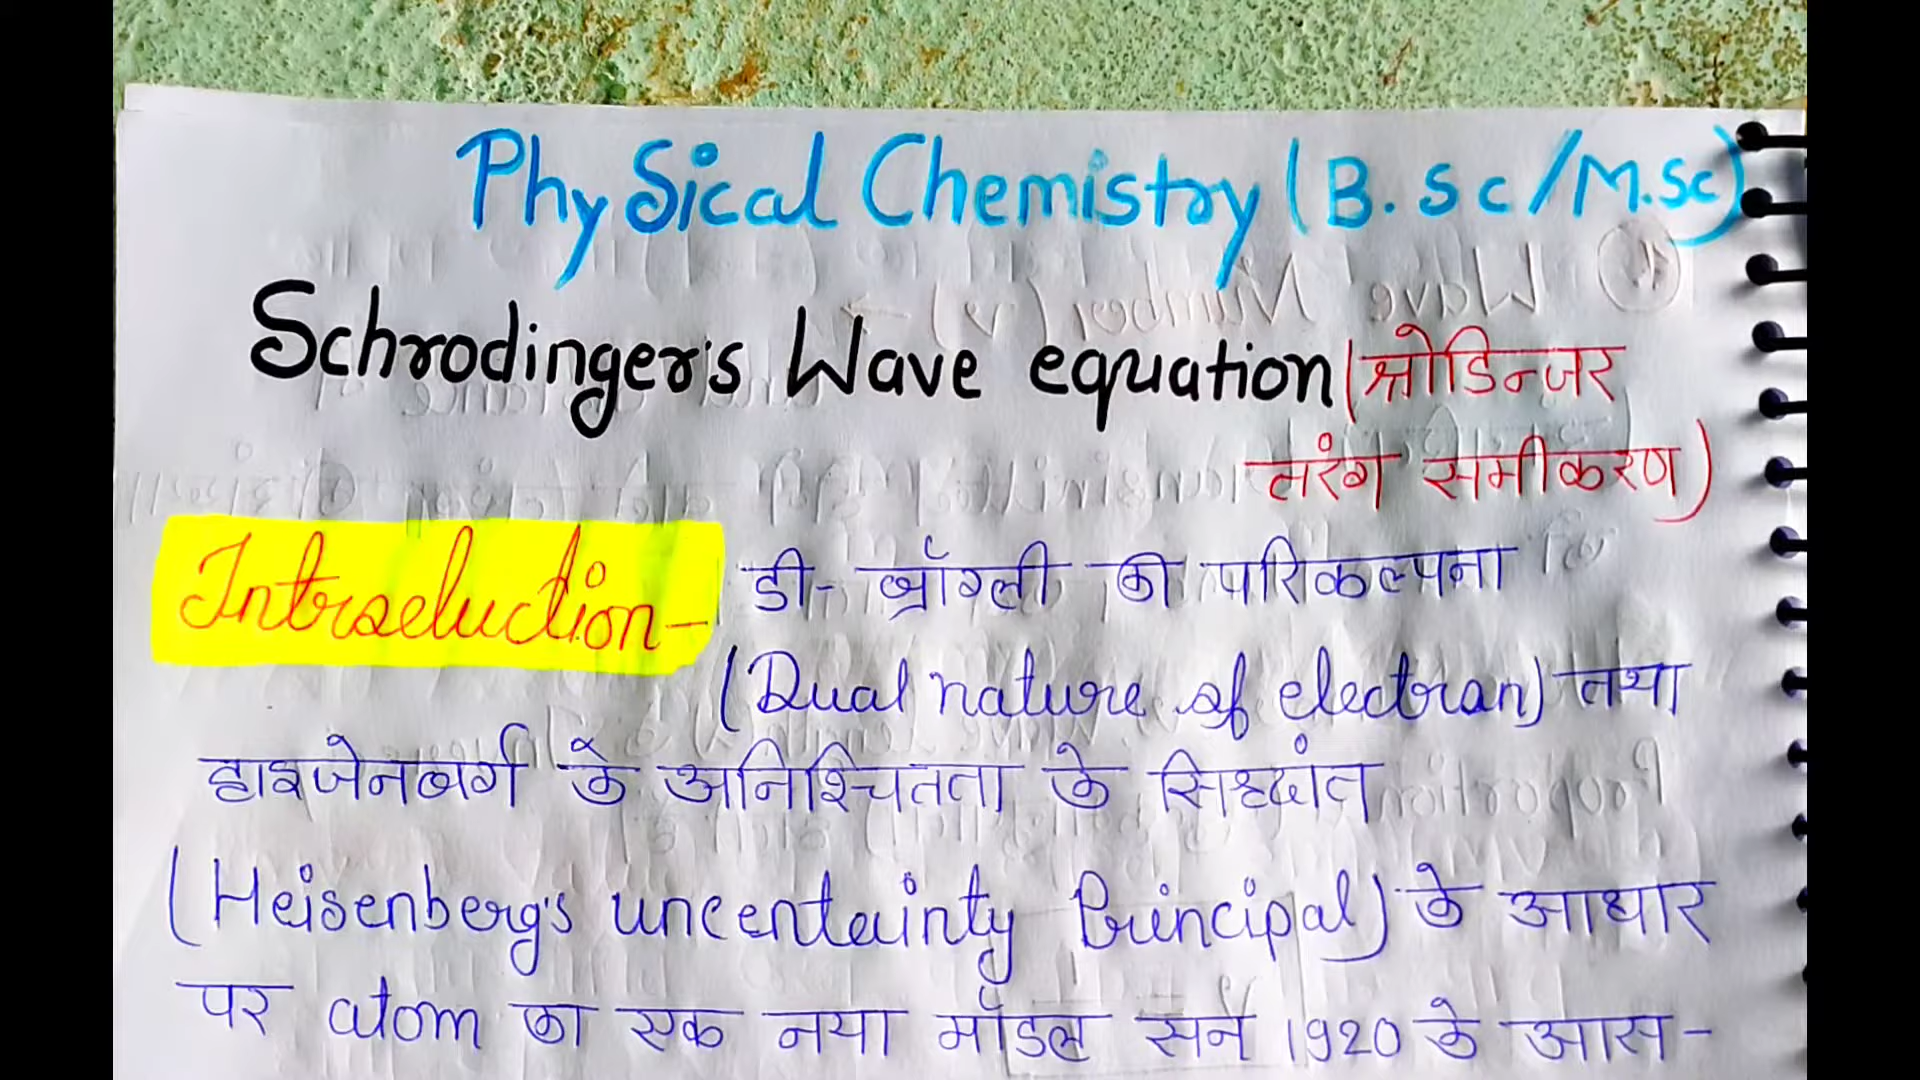 Physical Chemistry (B.Sc/M.Sc)
Schrodinger's Wave equation (श्रोडिन्जर
तरंग समीकरण)
Introduction- डी- ब्रॉग्ली की परिकल्पना
(Dual nature of electron) तथा
हाइजेनबर्ग के अनिश्चितता के सिद्धांत
(Heisenberg's uncentainty Principal) के आधार
पर atom का एक नया मॉडल सन् 1920 के आस-